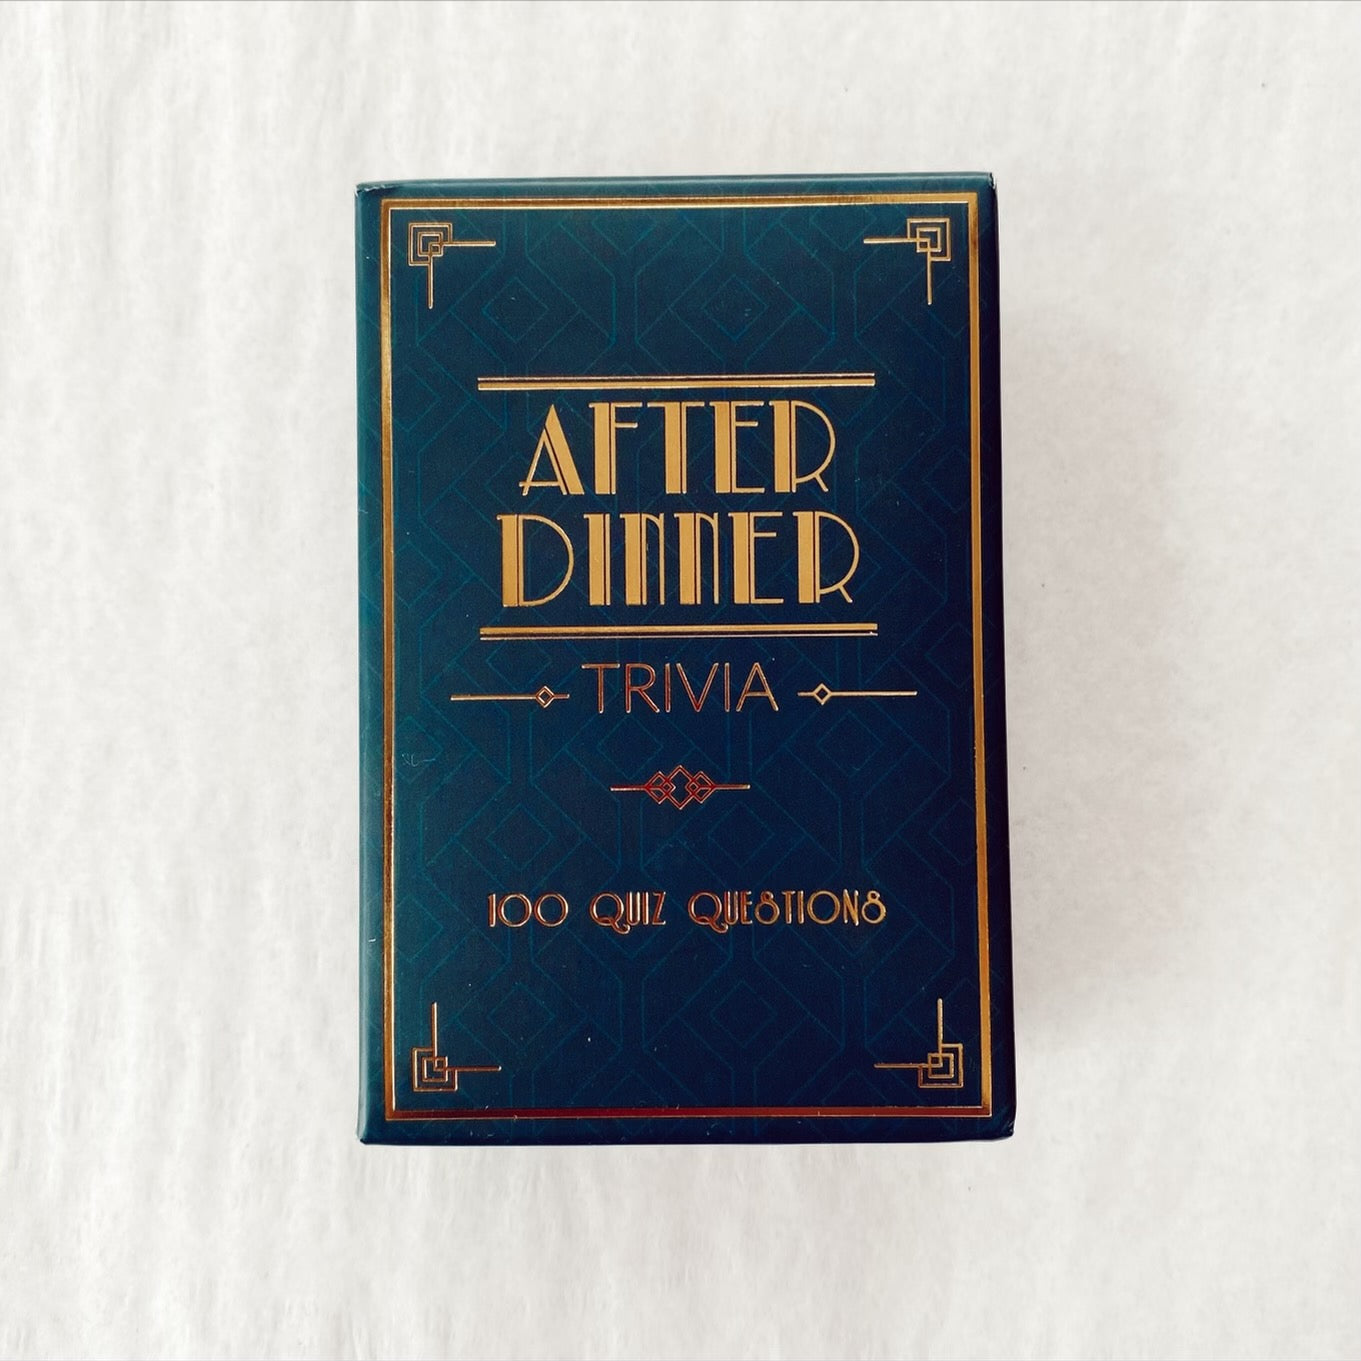 AFTER
DINNER
TRIVIA
100 QUIZ QUESTIONS